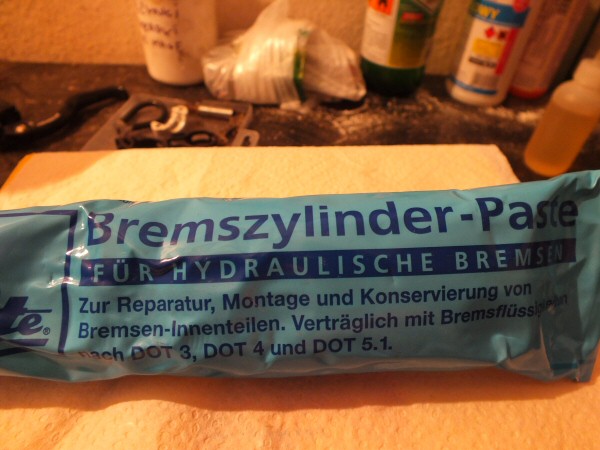 Bremszylinder-Paste
FÜR HYDRAULISCHE BREMSEN
Zur Reparatur, Montage und Konservierung von
Bremsen-Innenteilen. Verträglich mit Bremsflüssigkeiten
nach DOT 3, DOT 4 und DOT 5.1.
te®